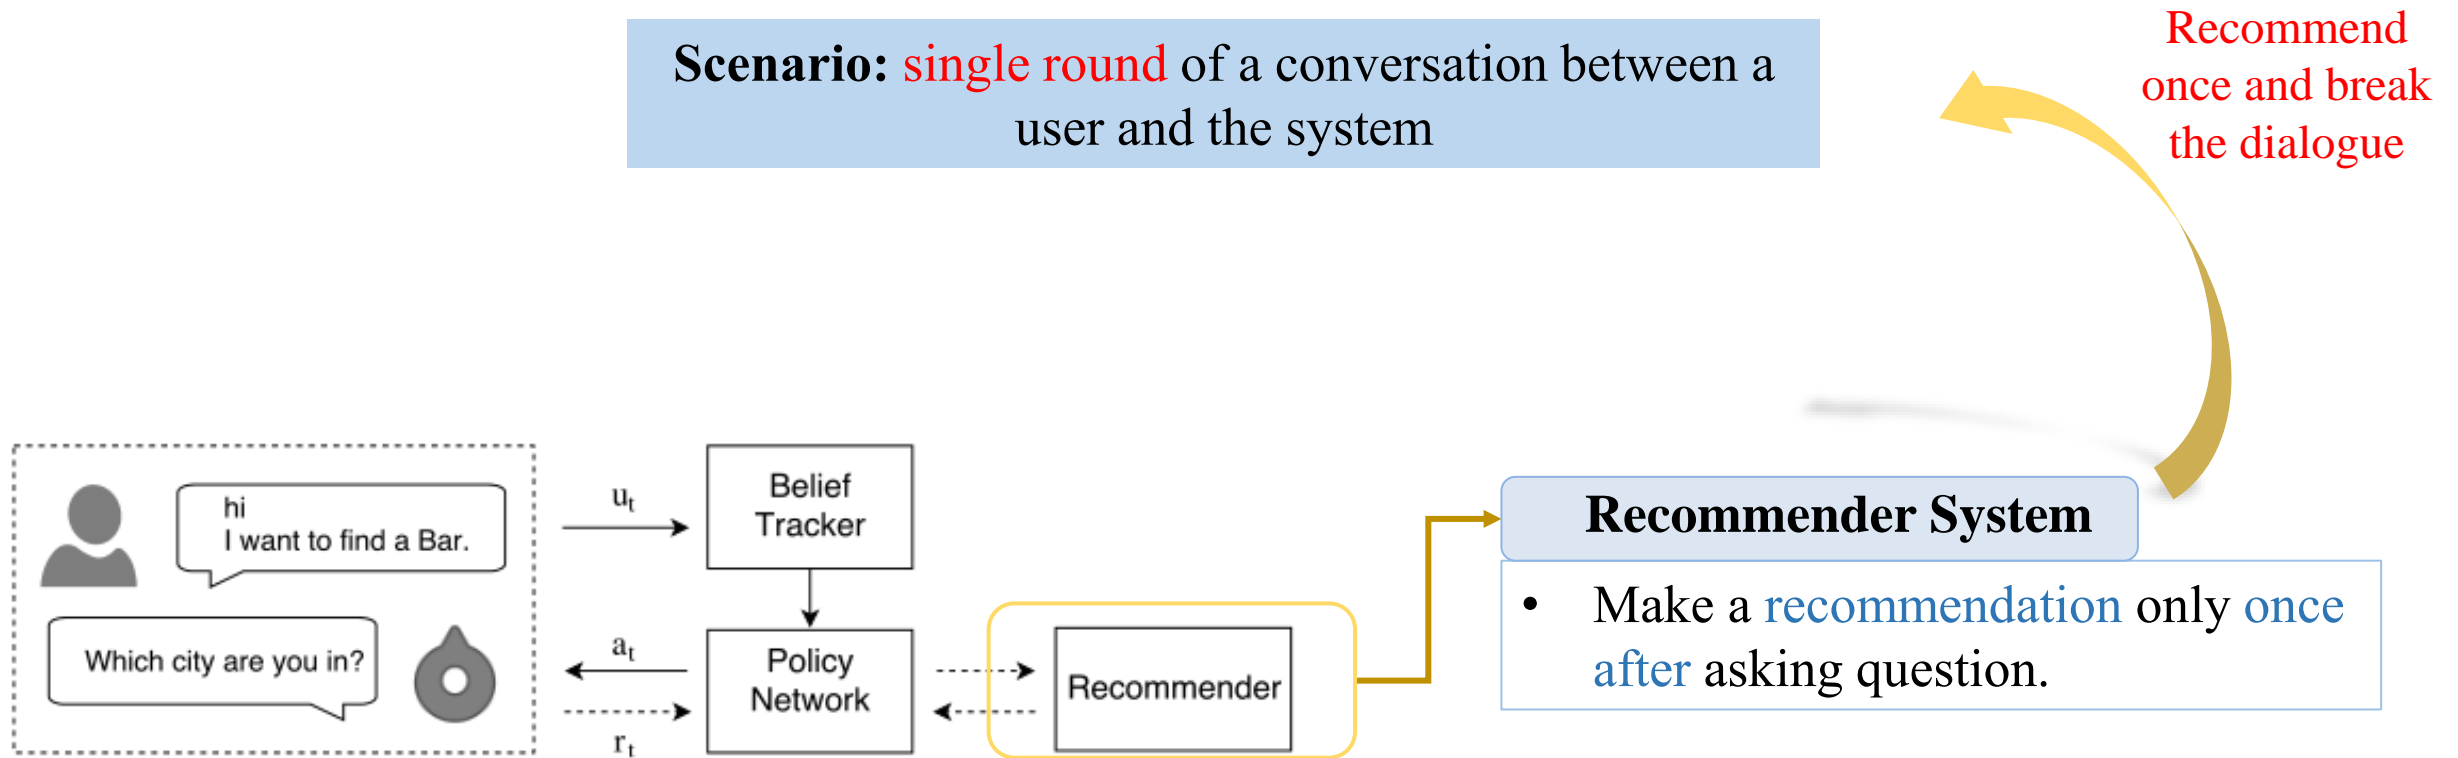 Scenario: single round of a conversation between a
user and the system
Recommend
once and break
the dialogue
hi
I want to find a Bar.
Which city are you in?
uₜ
aₜ
rₜ
Belief
Tracker
Policy
Network
Recommender
Recommender System
• Make a recommendation only once
after asking question.